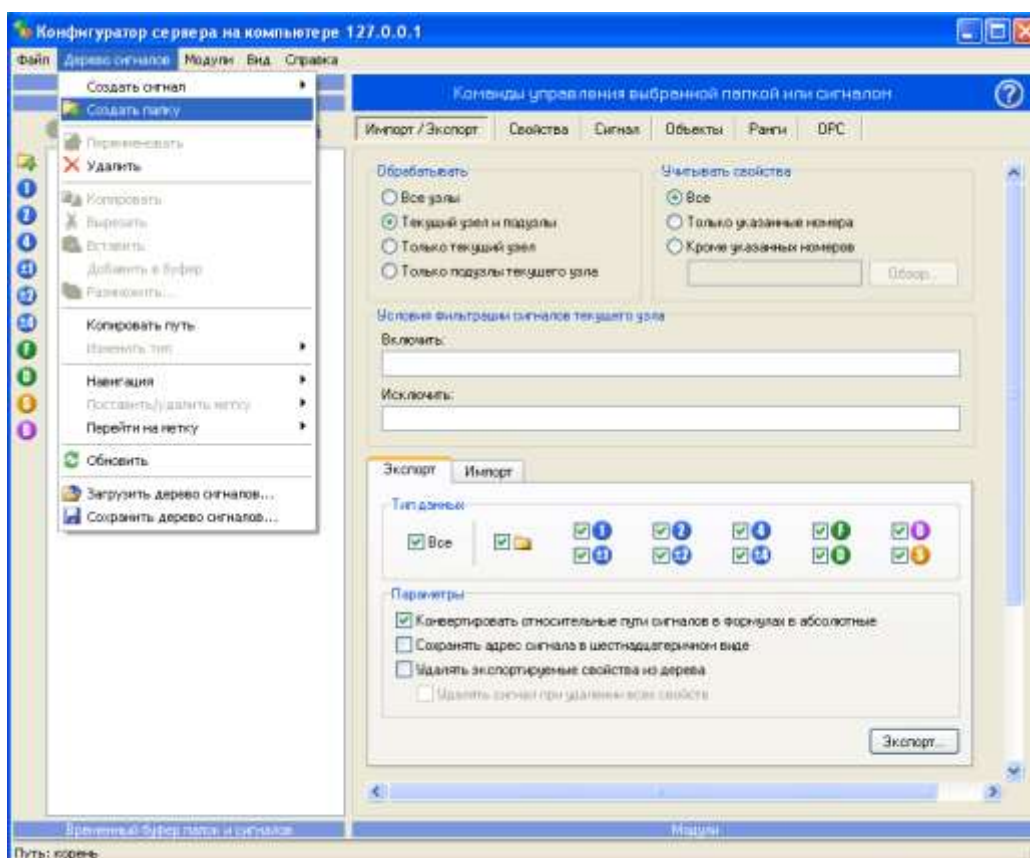 Конфигуратор сервера на компьютере 127.0.0.1
Файл Дерево сигналов Модули Вид Справка
Создать сигнал
Создать папку
Переименовать
Удалить
Копировать
Вырезать
Вставить
Добавить в буфер
Размножить...
Копировать путь
Изменить тип
Навигация
Поставить/удалить метку
Перейти на метку
Обновить
Загрузить дерево сигналов...
Сохранить дерево сигналов...
Команды управления выбранной папкой или сигналом
Импорт / Экспорт Свойства Сигнал Объекты Ранги OPC
Обрабатывать
Все узлы
Текущий узел и подузлы
Только текущий узел
Только подузлы текущего узла
Учитывать свойства
Все
Только указанные номера
Кроме указанных номеров
Обзор...
Условия фильтрации сигналов текущего узла
Включить:
Исключить:
Экспорт Импорт
Тип данных
Все
Параметры
Конвертировать относительные пути сигналов в формулах в абсолютные
Сохранять адрес сигнала в шестнадцатеричном виде
Удалять экспортируемые свойства из дерева
Удалять сигнал при удалении всех свойств
Экспорт...
Временный буфер папок и сигналов
Модули
Путь: корень